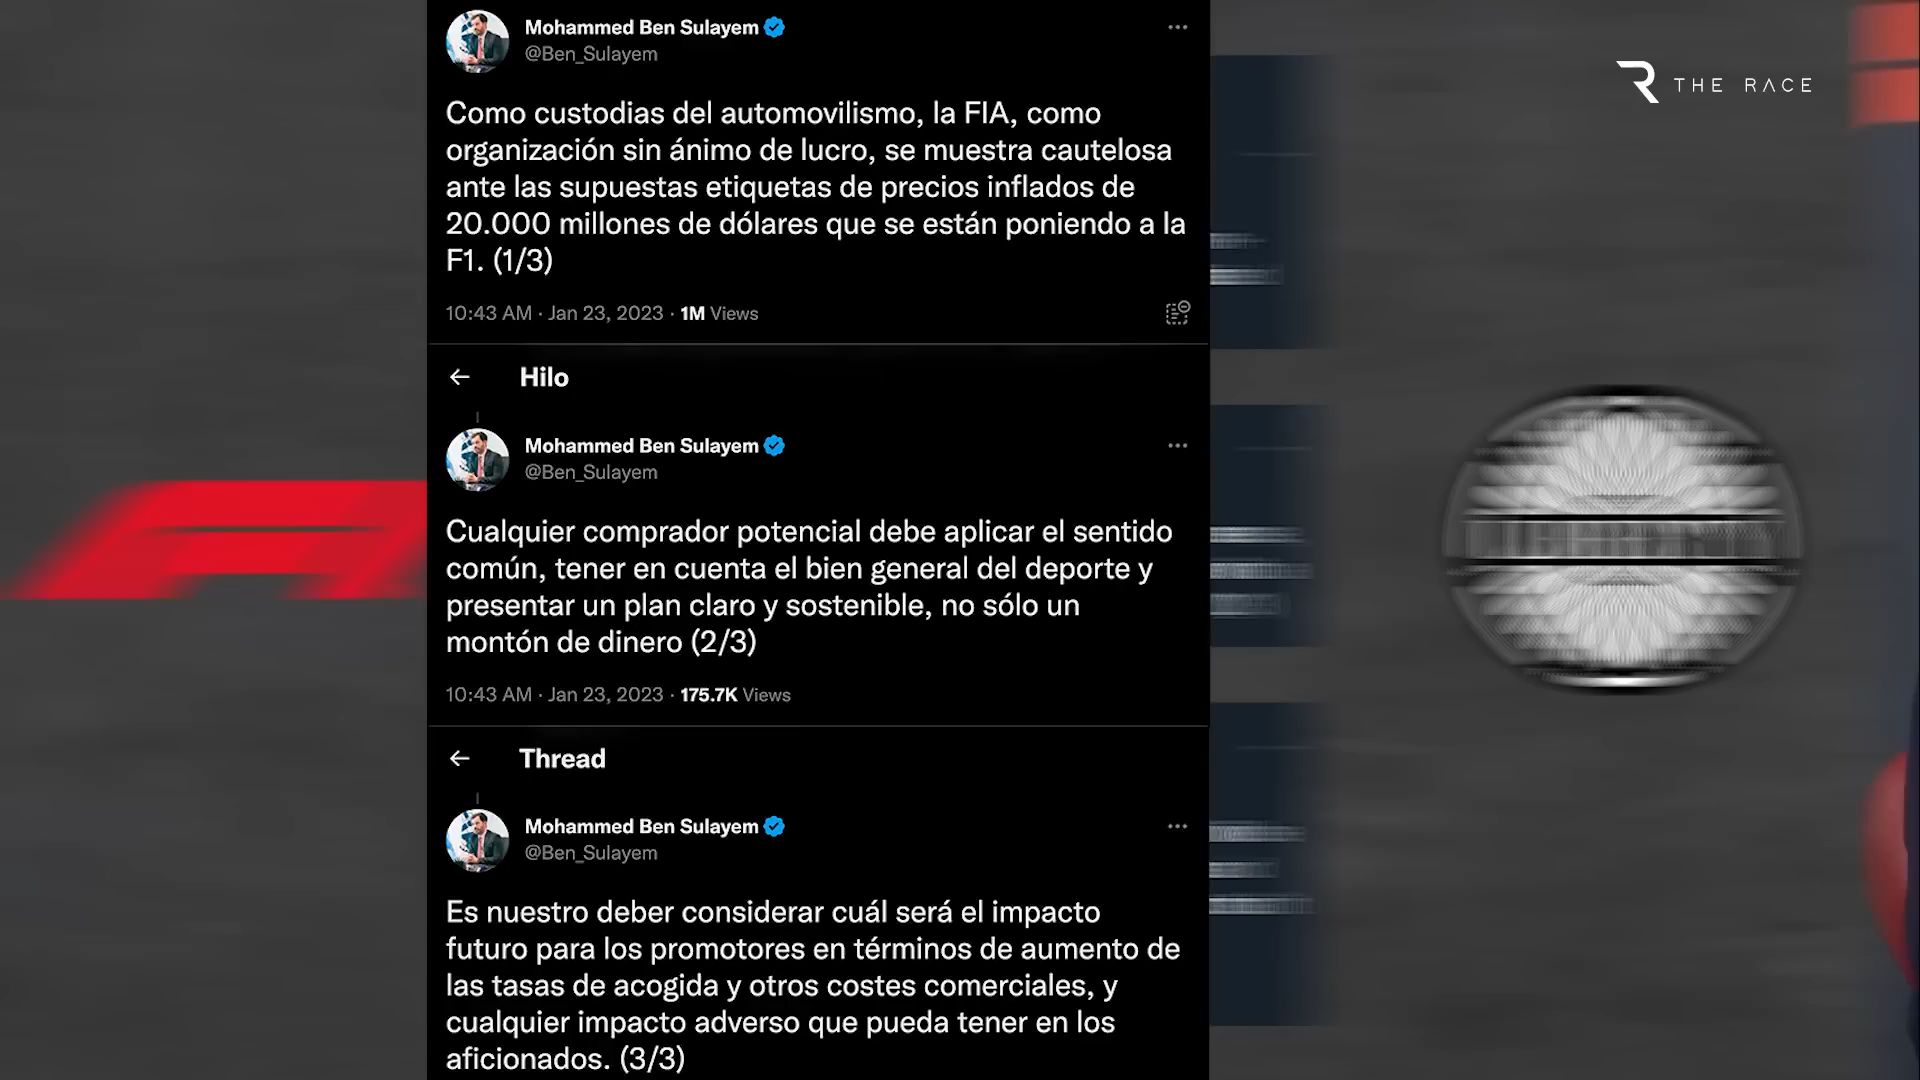 Mohammed Ben Sulayem
@Ben_Sulayem
THE RACE
Como custodias del automovilismo, la FIA, como
organización sin ánimo de lucro, se muestra cautelosa
ante las supuestas etiquetas de precios inflados de
20.000 millones de dólares que se están poniendo a la
F1. (1/3)
10:43 AM · Jan 23, 2023 · 1M Views
Hilo
Mohammed Ben Sulayem
@Ben_Sulayem
Cualquier comprador potencial debe aplicar el sentido
común, tener en cuenta el bien general del deporte y
presentar un plan claro y sostenible, no sólo un
montón de dinero (2/3)
10:43 AM · Jan 23, 2023 · 175.7K Views
Thread
Mohammed Ben Sulayem
@Ben_Sulayem
Es nuestro deber considerar cuál será el impacto
futuro para los promotores en términos de aumento de
las tasas de acogida y otros costes comerciales, y
cualquier impacto adverso que pueda tener en los
aficionados. (3/3)